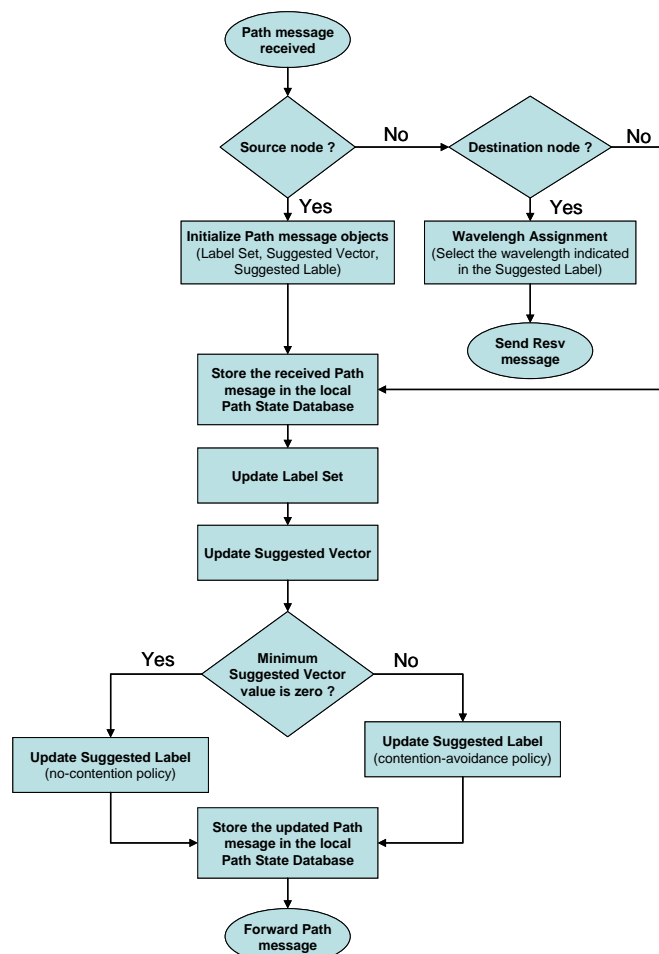 Path message
received
Source node ?
No
Destination node ?
No
Yes
Yes
Initialize Path message objects
(Label Set, Suggested Vector,
Suggested Lable)
Wavelengh Assignment
(Select the wavelength indicated
in the Suggested Label)
Send Resv
message
Store the received Path
mesage in the local
Path State Database
Update Label Set
Update Suggested Vector
Yes
Minimum
Suggested Vector
value is zero ?
No
Update Suggested Label
(no-contention policy)
Update Suggested Label
(contention-avoidance policy)
Store the updated Path
mesage in the local
Path State Database
Forward Path
message